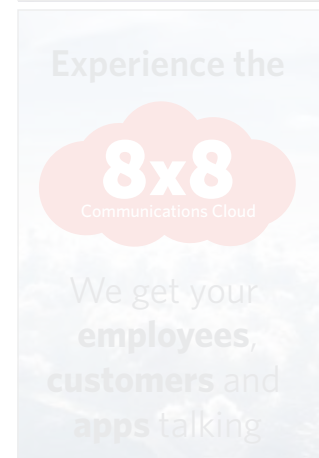 Experience the
8x8
Communications Cloud
We get your
employees,
customers and
apps talking